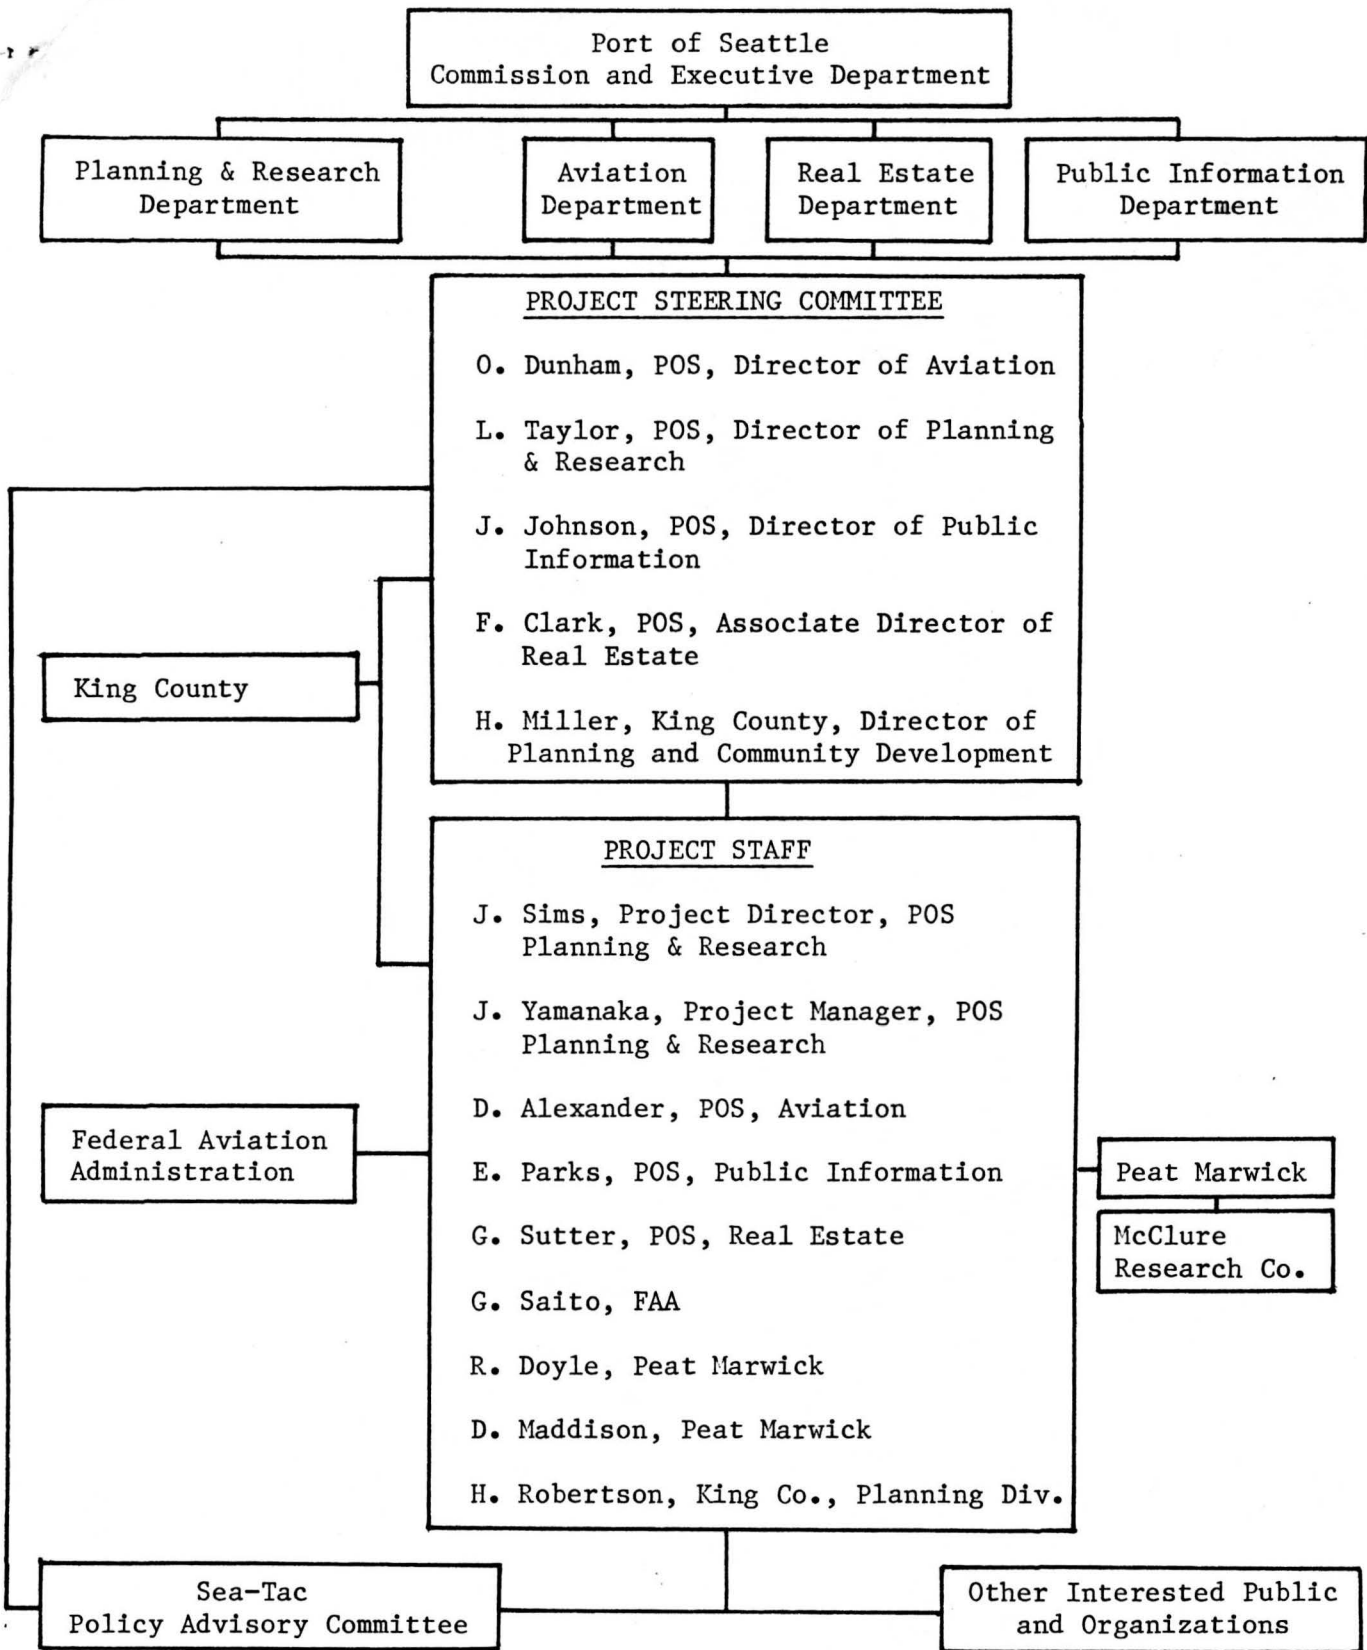 Port of Seattle
Commission and Executive Department
Planning & Research
Department
Aviation
Department
Real Estate
Department
Public Information
Department
PROJECT STEERING COMMITTEE
O. Dunham, POS, Director of Aviation
L. Taylor, POS, Director of Planning
& Research
J. Johnson, POS, Director of Public
Information
F. Clark, POS, Associate Director of
Real Estate
H. Miller, King County, Director of
Planning and Community Development
King County
PROJECT STAFF
J. Sims, Project Director, POS
Planning & Research
J. Yamanaka, Project Manager, POS
Planning & Research
D. Alexander, POS, Aviation
E. Parks, POS, Public Information
G. Sutter, POS, Real Estate
G. Saito, FAA
R. Doyle, Peat Marwick
D. Maddison, Peat Marwick
H. Robertson, King Co., Planning Div.
Federal Aviation
Administration
Peat Marwick
McClure
Research Co.
Sea-Tac
Policy Advisory Committee
Other Interested Public
and Organizations